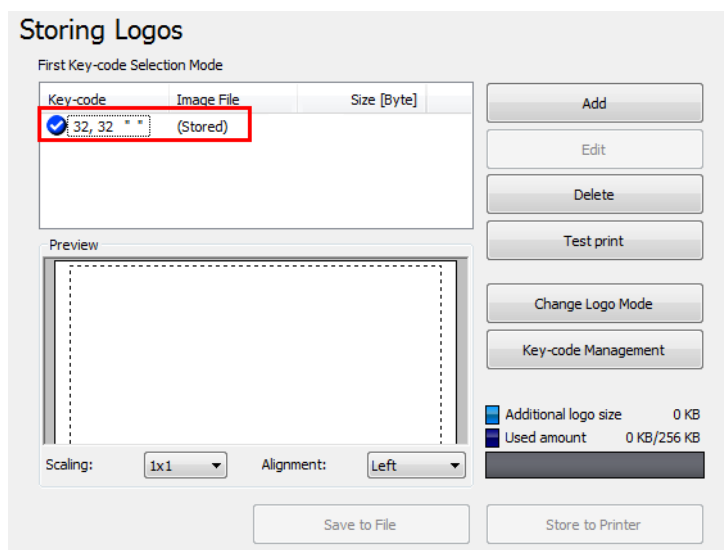 Storing Logos
First Key-code Selection Mode
Key-code Image File Size [Byte]
32, 32 " " (Stored)
Add
Edit
Delete
Test print
Preview
Change Logo Mode
Key-code Management
Additional logo size 0 KB
Used amount 0 KB/256 KB
Scaling: 1x1 Alignment: Left
Save to File Store to Printer